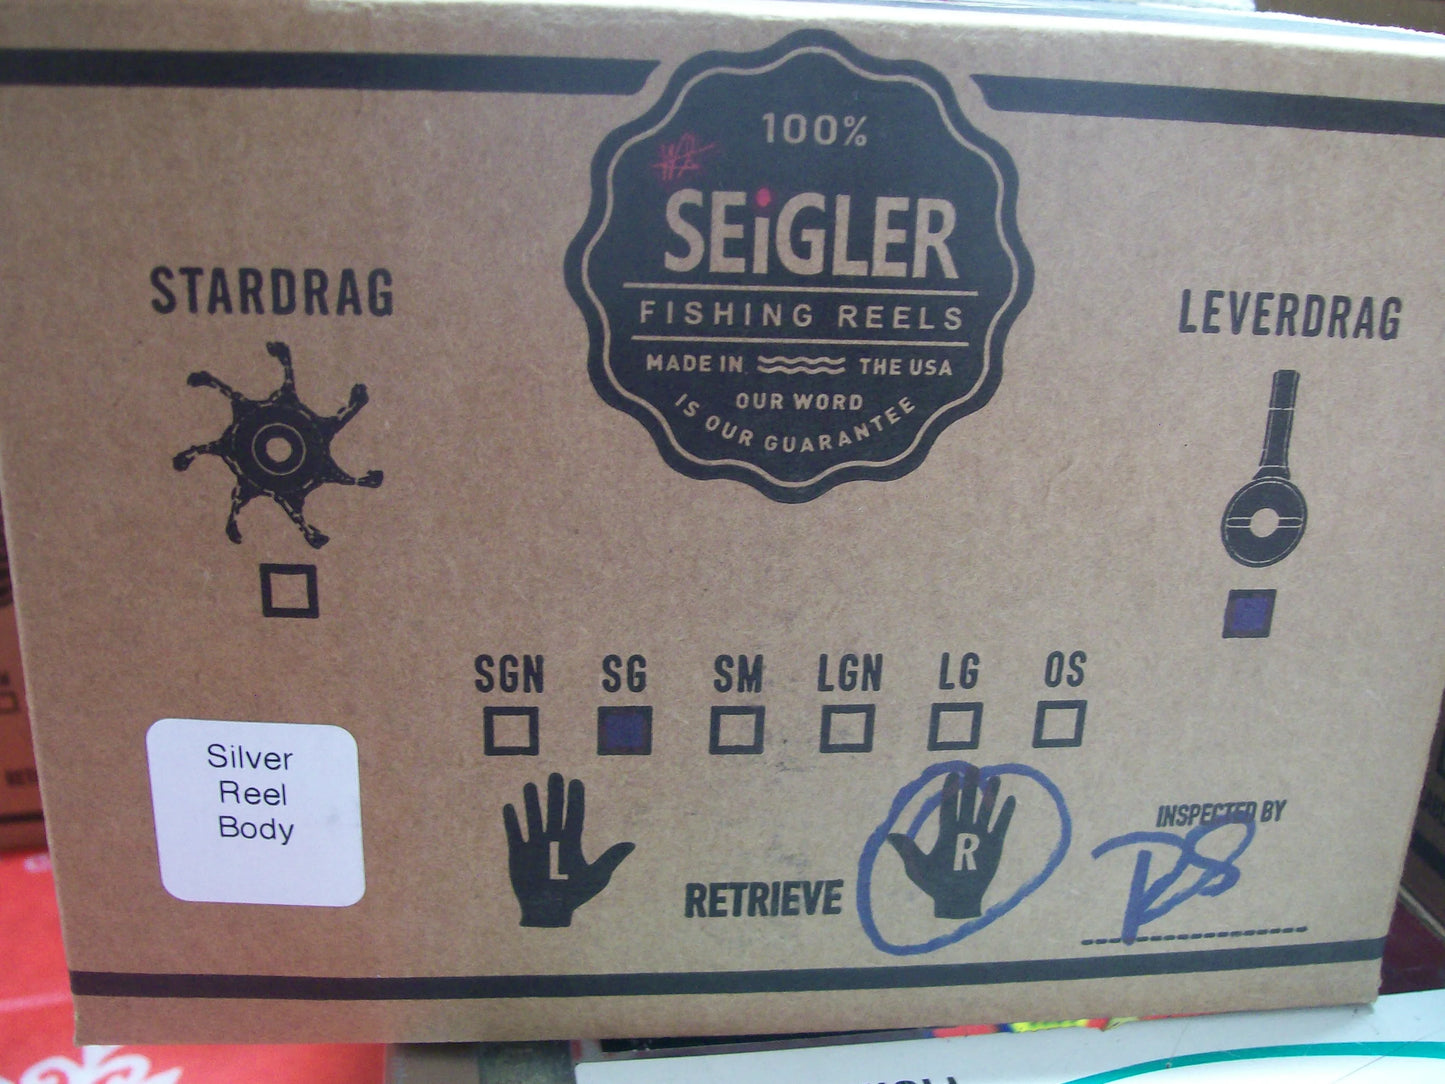 100%
SEiGLER
FISHING REELS
MADE IN THE USA
OUR WORD
IS OUR GUARANTEE
STARDRAG
LEVERDRAG
SGN SG SM LGN LG OS
Silver
Reel
Body
L
R
RETRIEVE
INSPECTED BY